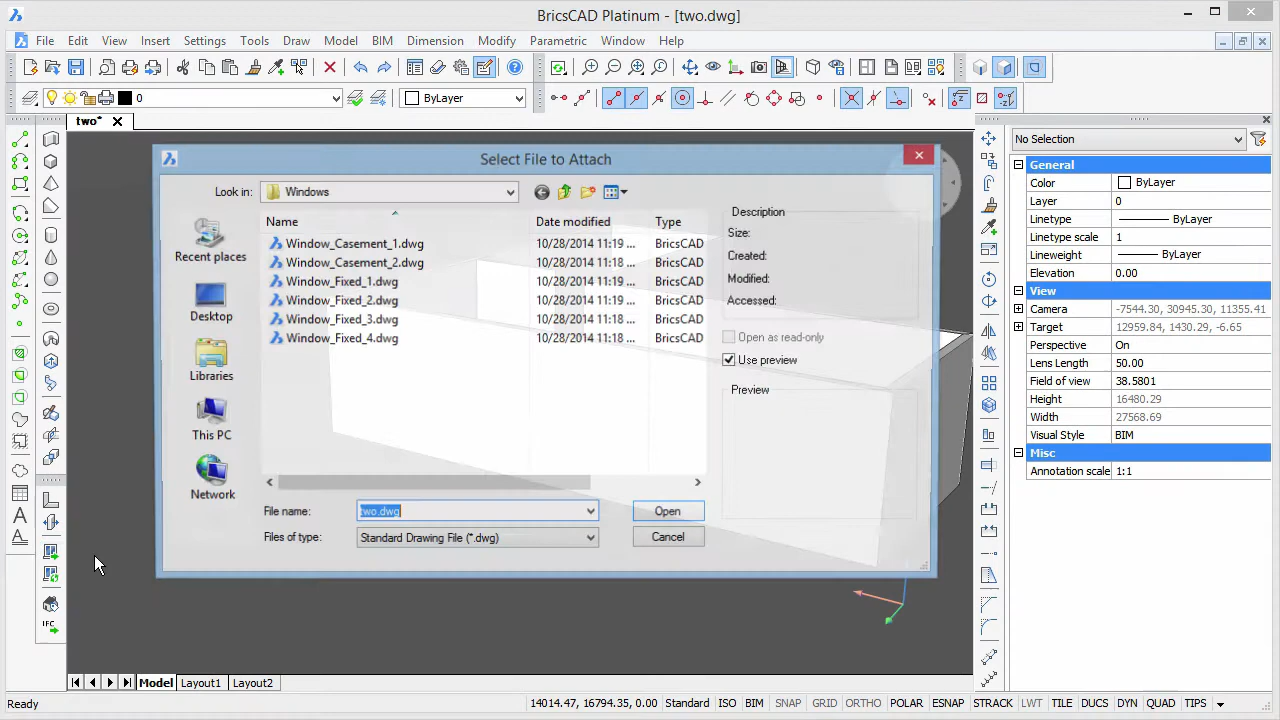 BricsCAD Platinum - [two.dwg]
File Edit View Insert Settings Tools Draw Model BIM Dimension Modify Parametric Window Help
0
ByLayer
two*
Select File to Attach
Look in: Windows
Name Date modified Type
Window_Casement_1.dwg 10/28/2014 11:19 ... BricsCAD
Window_Casement_2.dwg 10/28/2014 11:18 ... BricsCAD
Window_Fixed_1.dwg 10/28/2014 11:19 ... BricsCAD
Window_Fixed_2.dwg 10/28/2014 11:19 ... BricsCAD
Window_Fixed_3.dwg 10/28/2014 11:18 ... BricsCAD
Window_Fixed_4.dwg 10/28/2014 11:18 ... BricsCAD
Recent places
Desktop
Libraries
This PC
Network
Description
Size:
Created:
Modified:
Accessed:
Open as read-only
Use preview
Preview
File name: two.dwg Open
Files of type: Standard Drawing File (*.dwg) Cancel
No Selection
General
Color ByLayer
Layer 0
Linetype ByLayer
Linetype scale 1
Lineweight ByLayer
Elevation 0.00
View
Camera -7544.30, 30945.10, 11355.41
Target 12959.84, 1430.29, -6.65
Perspective On
Lens Length 50.00
Field of view 38.5801
Height 16480.29
Width 27568.69
Visual Style BIM
Misc
Annotation scale 1:1
A
A
IFC
Model Layout1 Layout2
Ready 14014.47, 16794.35, 0.00 Standard ISO BIM SNAP GRID ORTHO POLAR ESNAP STRACK LWT TILE DUCS DYN QUAD TIPS